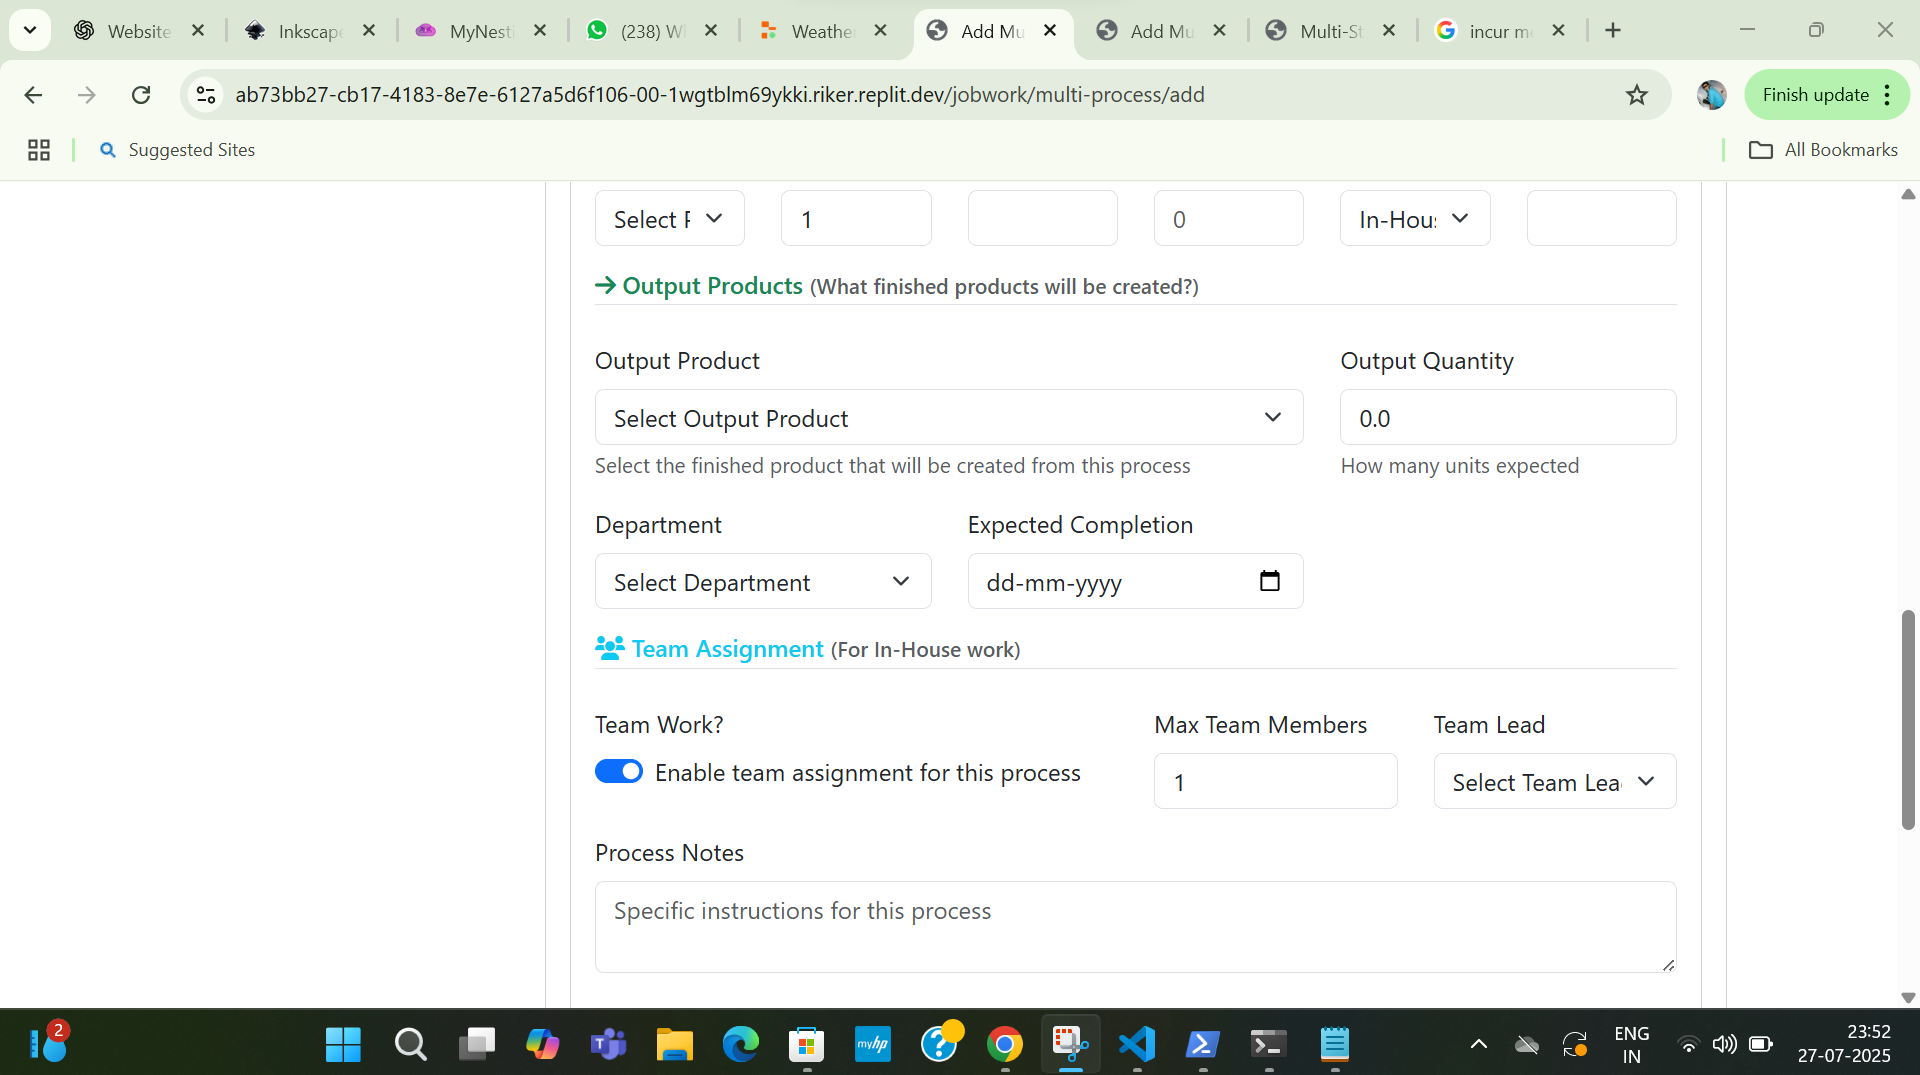 Website
Inkscape
MyNesti
(238) W
Weathe
Add Mu
Add Mu
Multi-St
incur m
ab73bb27-cb17-4183-8e7e-6127a5d6f106-00-1wgtblm69ykki.riker.replit.dev/jobwork/multi-process/add
Finish update
Suggested Sites
All Bookmarks
Select
1
0
In-Hous
Output Products (What finished products will be created?)
Output Product
Output Quantity
Select Output Product
0.0
Select the finished product that will be created from this process
How many units expected
Department
Expected Completion
Select Department
dd-mm-yyyy
Team Assignment (For In-House work)
Team Work?
Max Team Members
Team Lead
Enable team assignment for this process
1
Select Team Lea
Process Notes
Specific instructions for this process
2
myhp
ENG
IN
23:52
27-07-2025